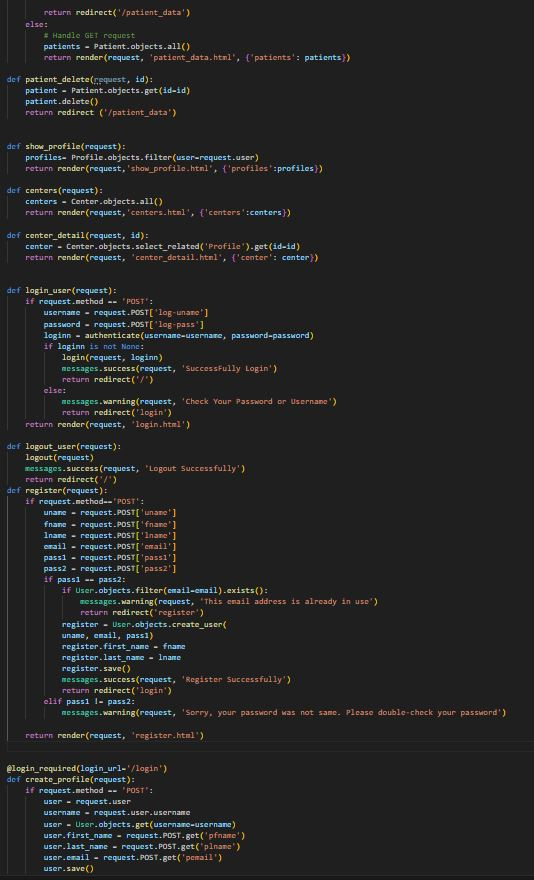 return redirect('/patient_data')
    else:
        # Handle GET request
        patients = Patient.objects.all()
        return render(request, 'patient_data.html', {'patients': patients})

def patient_delete(request, id):
    patient = Patient.objects.get(id=id)
    patient.delete()
    return redirect ('/patient_data')


def show_profile(request):
    profiles= Profile.objects.filter(user=request.user)
    return render(request,'show_profile.html', {'profiles':profiles})

def centers(request):
    centers = Center.objects.all()
    return render(request,'centers.html', {'centers':centers})

def center_detail(request, id):
    center = Center.objects.select_related('Profile').get(id=id)
    return render(request, 'center_detail.html', {'center': center})


def login_user(request):
    if request.method == 'POST':
        username = request.POST['log-uname']
        password = request.POST['log-pass']
        loginn = authenticate(username=username, password=password)
        if loginn is not None:
            login(request, loginn)
            messages.success(request, 'SuccessFully Login')
            return redirect('/')
        else:
            messages.warning(request, 'Check Your Password or Username')
            return redirect('login')
    return render(request, 'login.html')

def logout_user(request):
    logout(request)
    messages.success(request, 'Logout Successfully')
    return redirect('/')
def register(request):
    if request.method=='POST':
        uname = request.POST['uname']
        fname = request.POST['fname']
        lname = request.POST['lname']
        email = request.POST['email']
        pass1 = request.POST['pass1']
        pass2 = request.POST['pass2']
        if pass1 == pass2:
            if User.objects.filter(email=email).exists():
                messages.warning(request, 'This email address is already in use')
                return redirect('register')
            register = User.objects.create_user(
            uname, email, pass1)
            register.first_name = fname
            register.last_name = lname
            register.save()
            messages.success(request, 'Register Successfully')
            return redirect('login')
        elif pass1 != pass2:
            messages.warning(request, 'Sorry, your password was not same. Please double-check your password')

    return render(request, 'register.html')


@login_required(login_url='/login')
def create_profile(request):
    if request.method == 'POST':
        user = request.user
        username = request.user.username
        user = User.objects.get(username=username)
        user.first_name = request.POST.get('pfname')
        user.last_name = request.POST.get('plname')
        user.email = request.POST.get('pemail')
        user.save()